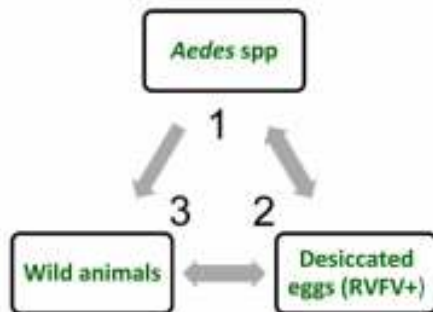 Aedes spp
1
3 2
Wild animals
Desiccated
eggs (RVFV+)